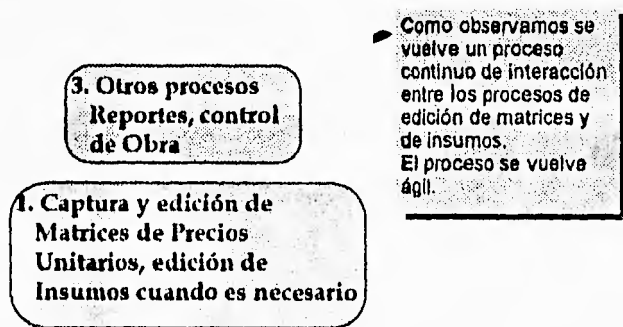 3. Otros procesos
Reportes, control
de Obra
1. Captura y edición de
Matrices de Precios
Unitarios, edición de
Insumos cuando es necesario
Como observamos se
vuelve un proceso
continuo de interacción
entre los procesos de
edición de matrices y
de insumos.
El proceso se vuelve
ágil.